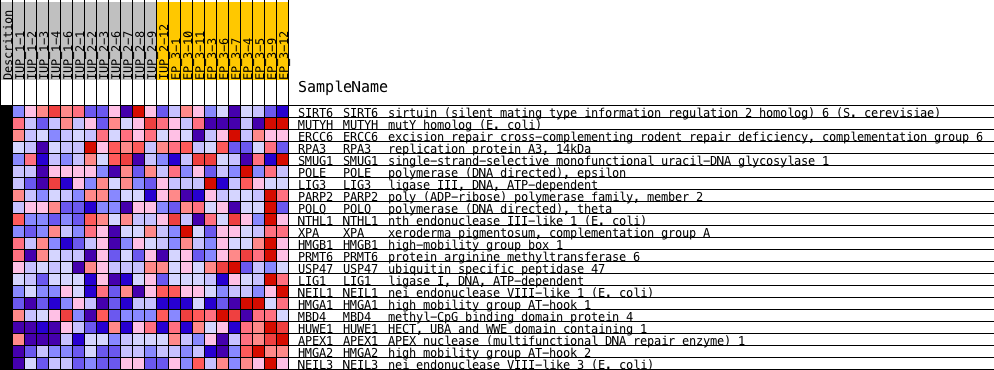 Descrition
IUP_1-1
IUP_1-2
IUP_1-3
IUP_1-4
IUP_1-6
IUP_2-1
IUP_2-2
IUP_2-3
IUP_2-6
IUP_2-7
IUP_2-8
IUP_2-9
IUP_2-12
EP_3-1
EP_3-10
EP_3-11
EP_3-3
EP_3-6
EP_3-7
EP_3-4
EP_3-5
EP_3-9
EP_3-12
SampleName
SIRT6 SIRT6 sirtuin (silent mating type information regulation 2 homolog) 6 (S. cerevisiae)
MUTYH MUTYH mutY homolog (E. coli)
ERCC6 ERCC6 excision repair cross-complementing rodent repair deficiency, complementation group 6
RPA3 RPA3 replication protein A3, 14kDa
SMUG1 SMUG1 single-strand-selective monofunctional uracil-DNA glycosylase 1
POLE POLE polymerase (DNA directed), epsilon
LIG3 LIG3 ligase III, DNA, ATP-dependent
PARP2 PARP2 poly (ADP-ribose) polymerase family, member 2
POLQ POLQ polymerase (DNA directed), theta
NTHL1 NTHL1 nth endonuclease III-like 1 (E. coli)
XPA XPA xeroderma pigmentosum, complementation group A
HMGB1 HMGB1 high-mobility group box 1
PRMT6 PRMT6 protein arginine methyltransferase 6
USP47 USP47 ubiquitin specific peptidase 47
LIG1 LIG1 ligase I, DNA, ATP-dependent
NEIL1 NEIL1 nei endonuclease VIII-like 1 (E. coli)
HMGA1 HMGA1 high mobility group AT-hook 1
MBD4 MBD4 methyl-CpG binding domain protein 4
HUWE1 HUWE1 HECT, UBA and WWE domain containing 1
APEX1 APEX1 APEX nuclease (multifunctional DNA repair enzyme) 1
HMGA2 HMGA2 high mobility group AT-hook 2
NEIL3 NEIL3 nei endonuclease VIII-like 3 (E. coli)